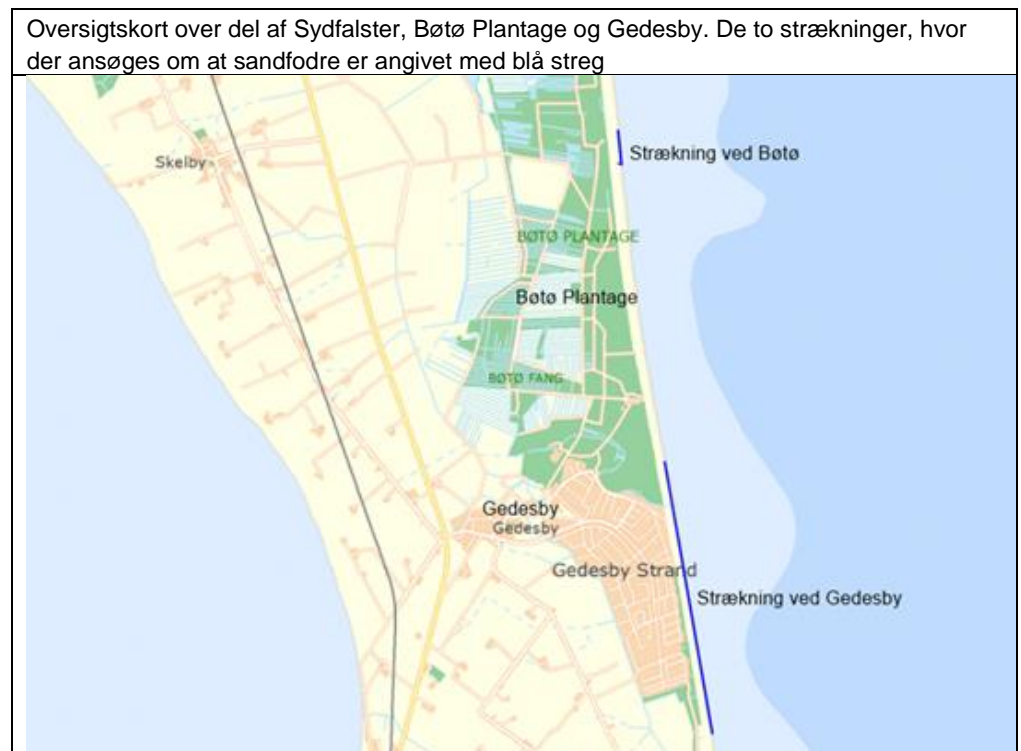 Oversigtskort over del af Sydfalster, Bøtø Plantage og Gedesby. De to strækninger, hvor
der ansøges om at sandfodre er angivet med blå streg
Strækning ved Bøtø
Skelby
BØTØ PLANTAGE
Bøtø Plantage
BØTØ FANG
Gedesby
Gedesby
Gedesby Strand
Strækning ved Gedesby